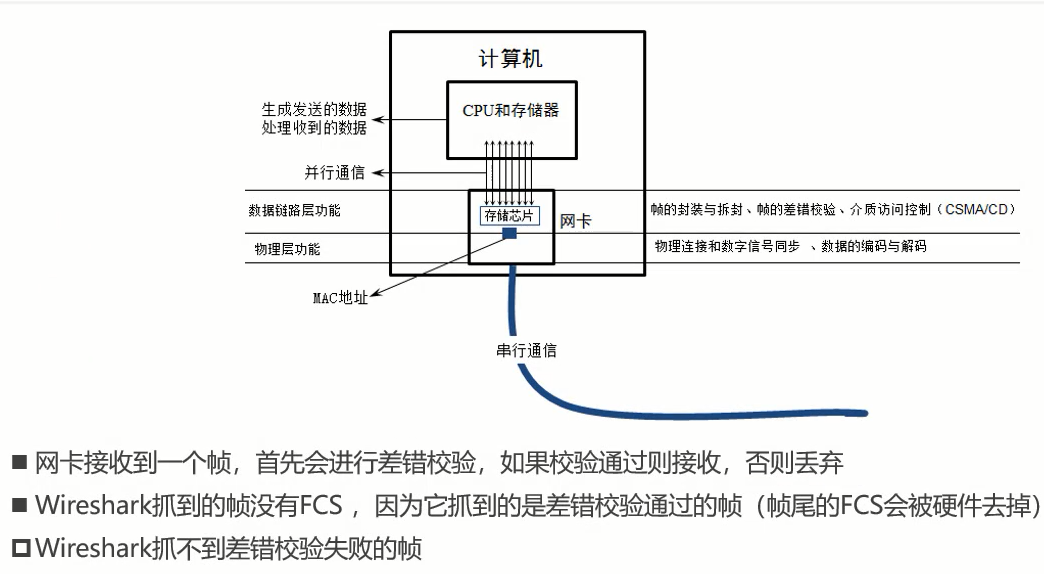 计算机
CPU和存储器
生成发送的数据
处理收到的数据
并行通信
数据链路层功能
存储芯片
网卡
帧的封装与拆封、帧的差错校验、介质访问控制（CSMA/CD）
物理层功能
物理连接和数字信号同步 、数据的编码与解码
MAC地址
串行通信
■ 网卡接收到一个帧，首先会进行差错校验，如果校验通过则接收，否则丢弃
■ Wireshark抓到的帧没有FCS ，因为它抓到的是差错校验通过的帧（帧尾的FCS会被硬件去掉）
□ Wireshark抓不到差错校验失败的帧